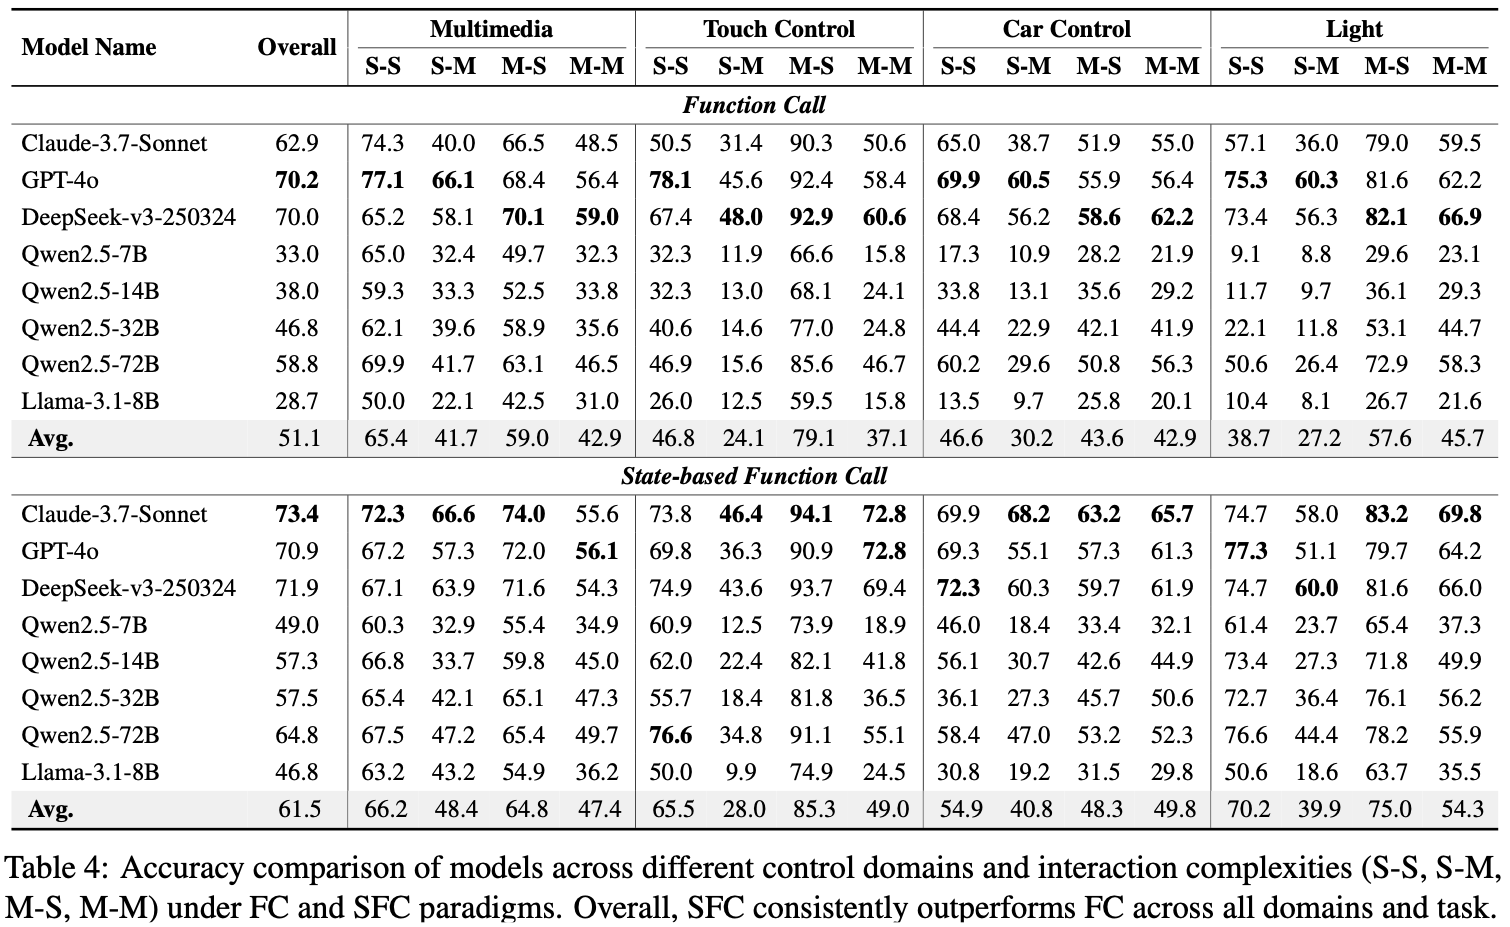 Model Name Overall Multimedia Touch Control Car Control Light
S-S S-M M-S M-M S-S S-M M-S M-M S-S S-M M-S M-M S-S S-M M-S M-M
Function Call
Claude-3.7-Sonnet 62.9 74.3 40.0 66.5 48.5 50.5 31.4 90.3 50.6 65.0 38.7 51.9 55.0 57.1 36.0 79.0 59.5
GPT-4o 70.2 77.1 66.1 68.4 56.4 78.1 45.6 92.4 58.4 69.9 60.5 55.9 56.4 75.3 60.3 81.6 62.2
DeepSeek-v3-250324 70.0 65.2 58.1 70.1 59.0 67.4 48.0 92.9 60.6 68.4 56.2 58.6 62.2 73.4 56.3 82.1 66.9
Qwen2.5-7B 33.0 65.0 32.4 49.7 32.3 32.3 11.9 66.6 15.8 17.3 10.9 28.2 21.9 9.1 8.8 29.6 23.1
Qwen2.5-14B 38.0 59.3 33.3 52.5 33.8 32.3 13.0 68.1 24.1 33.8 13.1 35.6 29.2 11.7 9.7 36.1 29.3
Qwen2.5-32B 46.8 62.1 39.6 58.9 35.6 40.6 14.6 77.0 24.8 44.4 22.9 42.1 41.9 22.1 11.8 53.1 44.7
Qwen2.5-72B 58.8 69.9 41.7 63.1 46.5 46.9 15.6 85.6 46.7 60.2 29.6 50.8 56.3 50.6 26.4 72.9 58.3
Llama-3.1-8B 28.7 50.0 22.1 42.5 31.0 26.0 12.5 59.5 15.8 13.5 9.7 25.8 20.1 10.4 8.1 26.7 21.6
Avg. 51.1 65.4 41.7 59.0 42.9 46.8 24.1 79.1 37.1 46.6 30.2 43.6 42.9 38.7 27.2 57.6 45.7
State-based Function Call
Claude-3.7-Sonnet 73.4 72.3 66.6 74.0 55.6 73.8 46.4 94.1 72.8 69.9 68.2 63.2 65.7 74.7 58.0 83.2 69.8
GPT-4o 70.9 67.2 57.3 72.0 56.1 69.8 36.3 90.9 72.8 69.3 55.1 57.3 61.3 77.3 51.1 79.7 64.2
DeepSeek-v3-250324 71.9 67.1 63.9 71.6 54.3 74.9 43.6 93.7 69.4 72.3 60.3 59.7 61.9 74.7 60.0 81.6 66.0
Qwen2.5-7B 49.0 60.3 32.9 55.4 34.9 60.9 12.5 73.9 18.9 46.0 18.4 33.4 32.1 61.4 23.7 65.4 37.3
Qwen2.5-14B 57.3 66.8 33.7 59.8 45.0 62.0 22.4 82.1 41.8 56.1 30.7 42.6 44.9 73.4 27.3 71.8 49.9
Qwen2.5-32B 57.5 65.4 42.1 65.1 47.3 55.7 18.4 81.8 36.5 36.1 27.3 45.7 50.6 72.7 36.4 76.1 56.2
Qwen2.5-72B 64.8 67.5 47.2 65.4 49.7 76.6 34.8 91.1 55.1 58.4 47.0 53.2 52.3 76.6 44.4 78.2 55.9
Llama-3.1-8B 46.8 63.2 43.2 54.9 36.2 50.0 9.9 74.9 24.5 30.8 19.2 31.5 29.8 50.6 18.6 63.7 35.5
Avg. 61.5 66.2 48.4 64.8 47.4 65.5 28.0 85.3 49.0 54.9 40.8 48.3 49.8 70.2 39.9 75.0 54.3
Table 4: Accuracy comparison of models across different control domains and interaction complexities (S-S, S-M,
M-S, M-M) under FC and SFC paradigms. Overall, SFC consistently outperforms FC across all domains and task.